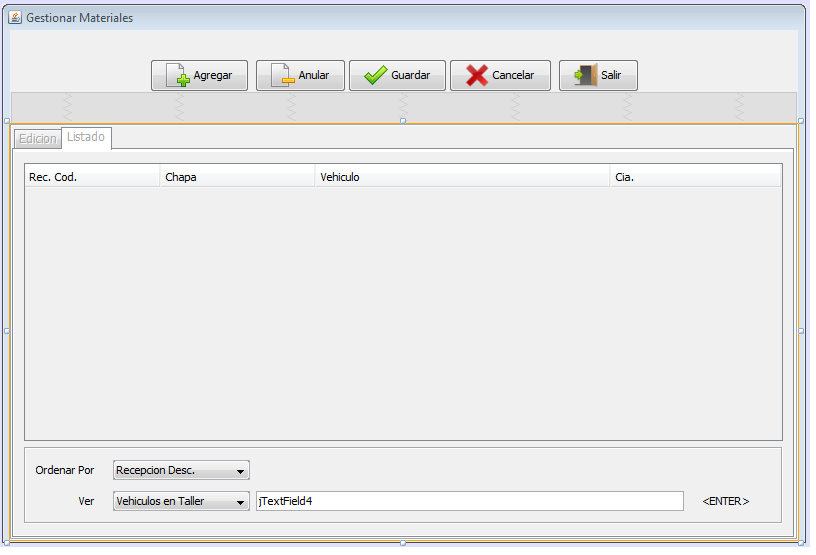 Gestionar Materiales
Agregar Anular Guardar Cancelar Salir
Edicion Listado
Rec. Cod. Chapa Vehiculo Cia.
Ordenar Por Recepcion Desc.
Ver Vehiculos en Taller jTextField4 <ENTER>